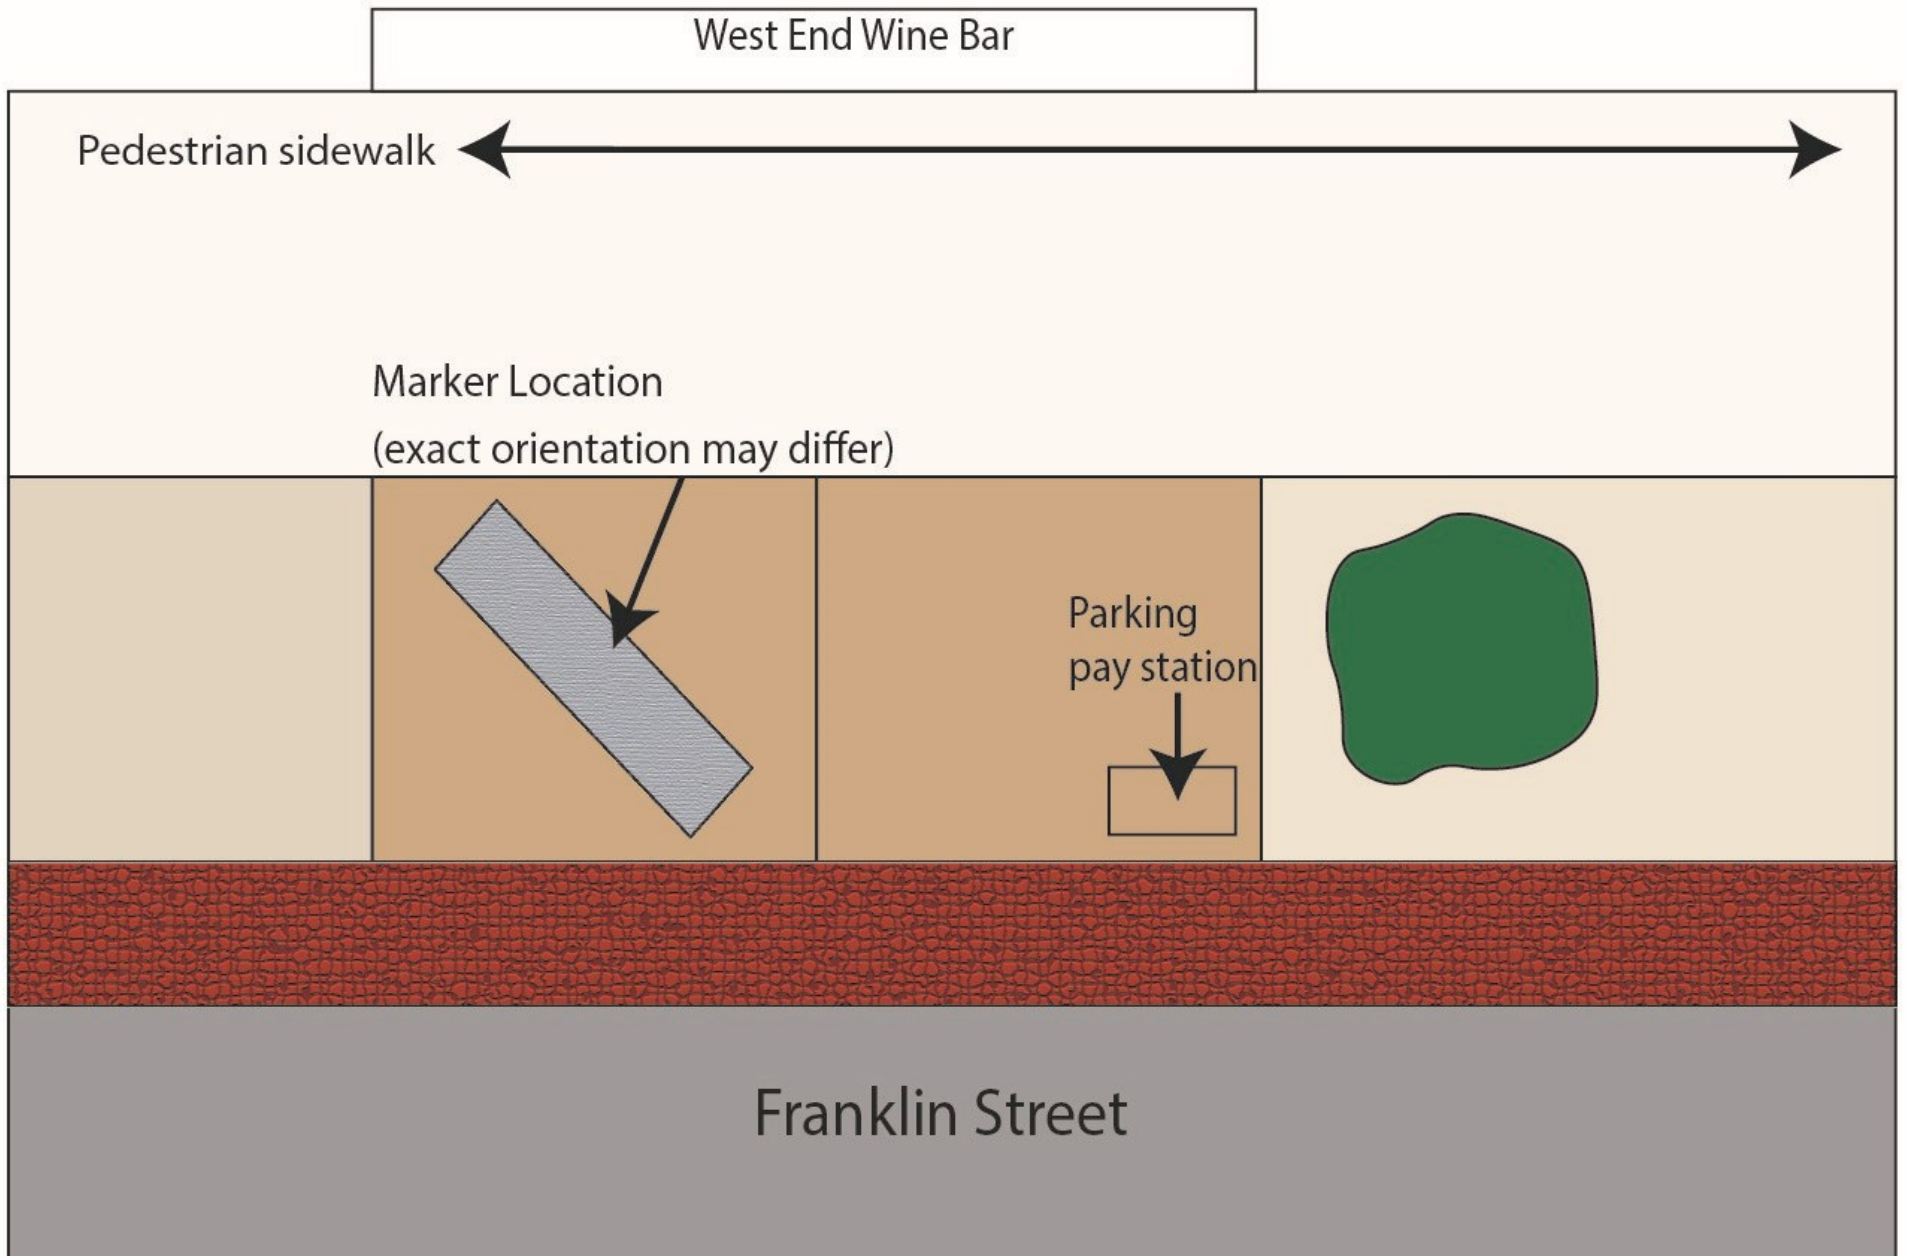 West End Wine Bar
Pedestrian sidewalk
Marker Location
(exact orientation may differ)
Parking
pay station
Franklin Street